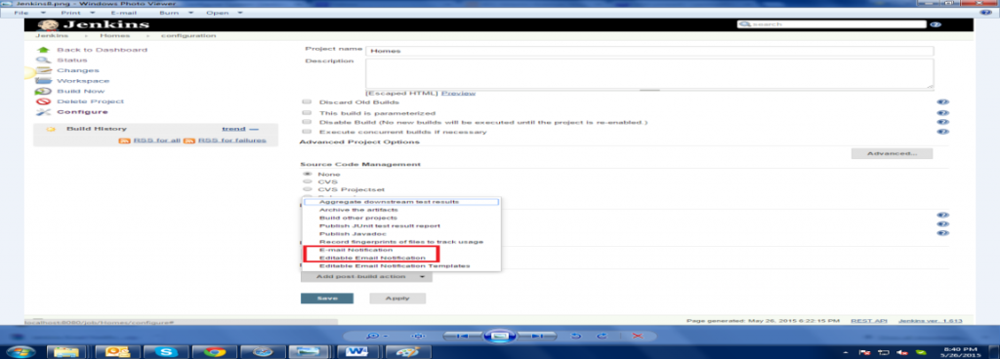 Jenkins8.png - Windows Photo Viewer
File Print E-mail Burn Open
Jenkins
search
Jenkins Homes configuration
Back to Dashboard
Status
Changes
Workspace
Build Now
Delete Project
Configure
Build History trend —
RSS for all RSS for failures
Project name Homes
Description
[Escaped HTML] Preview
Discard Old Builds
This build is parameterized
Disable Build (No new builds will be executed until the project is re-enabled.)
Execute concurrent builds if necessary
Advanced Project Options
Advanced...
Source Code Management
None
CVS
CVS Projectset
Aggregate downstream test results
Archive the artifacts
Build other projects
Publish JUnit test result report
Publish Javadoc
Record fingerprints of files to track usage
E-mail Notification
Editable Email Notification
Editable Email Notification Templates
Add post-build action
Save Apply
localhost:8080/job/Homes/configure#
Page generated: May 26, 2015 6:22:15 PM REST API Jenkins ver. 1.613
8:40 PM
5/26/2015